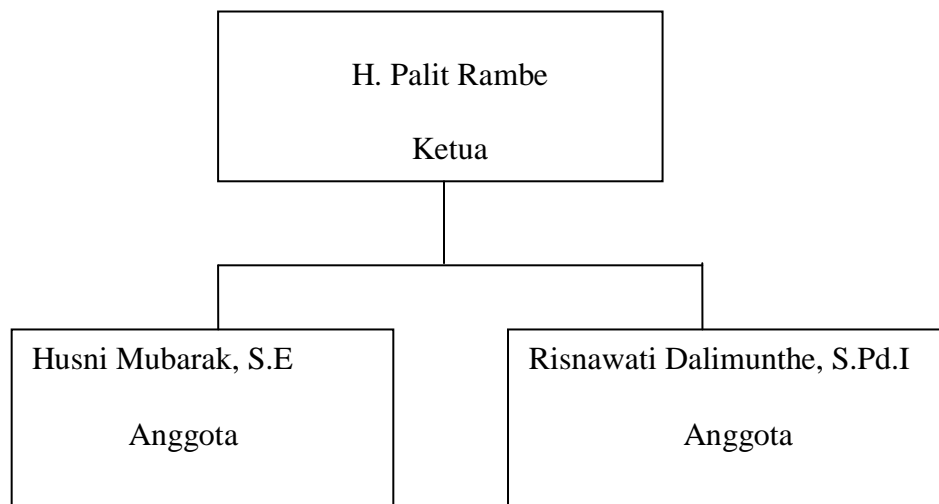 H. Palit Rambe
Ketua
Husni Mubarak, S.E
Anggota
Risnawati Dalimunthe, S.Pd.I
Anggota